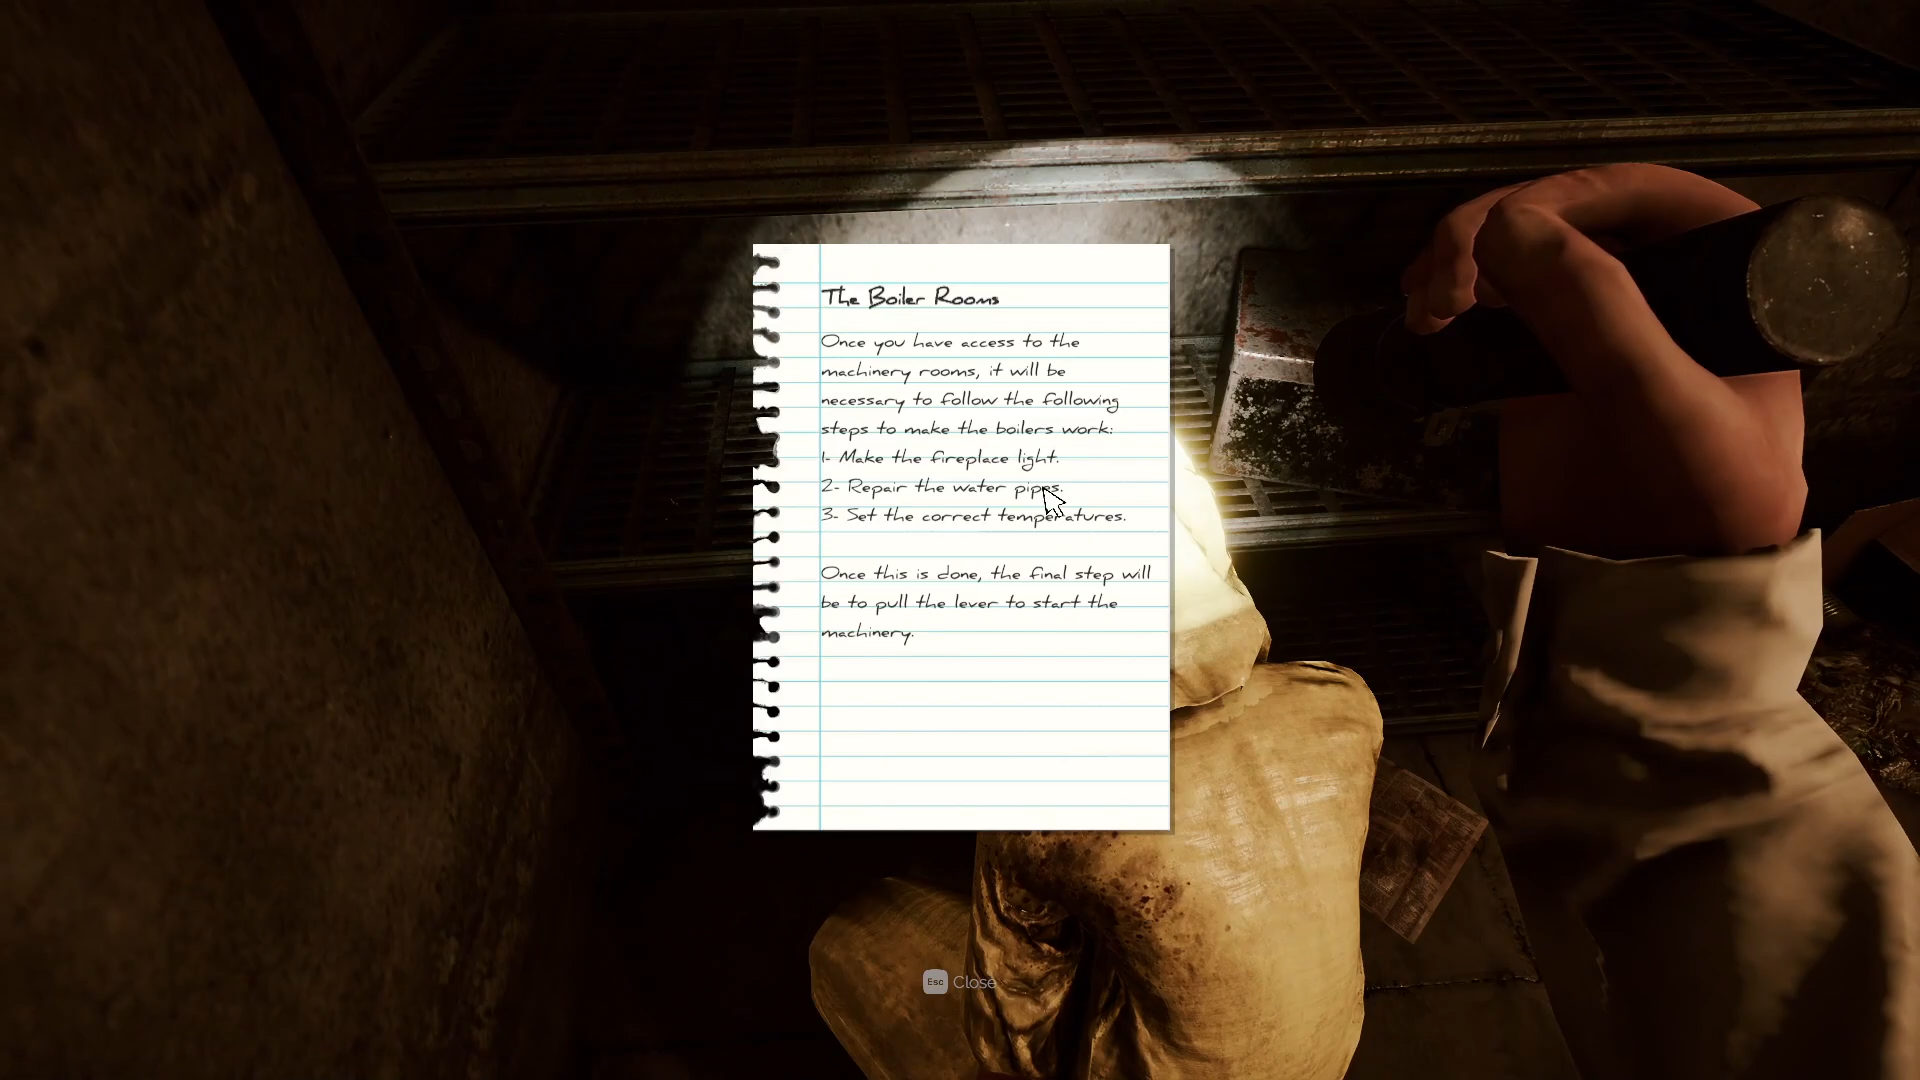 The Boiler Rooms
Once you have access to the
machinery rooms, it will be
necessary to follow the following
steps to make the boilers work:
1- Make the fireplace light.
2- Repair the water pipes.
3- Set the correct temperatures.
Once this is done, the final step will
be to pull the lever to start the
machinery.
Esc Close